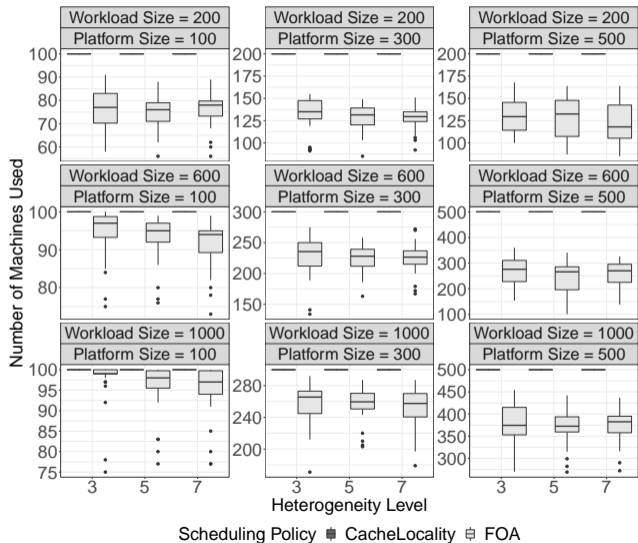 Workload Size = 200 Workload Size = 200 Workload Size = 200
Platform Size = 100 Platform Size = 300 Platform Size = 500
100 200 200
90 175 175
80 150 150
70 125 125
60 100 100
Workload Size = 600 Workload Size = 600 Workload Size = 600
Platform Size = 100 Platform Size = 300 Platform Size = 500
100 300 500
90 250 400
80 200 300
150 200
100
Workload Size = 1000 Workload Size = 1000 Workload Size = 1000
Platform Size = 100 Platform Size = 300 Platform Size = 500
100 280 500
95 240 450
90 200 400
85 350
80 300
75
3 5 7 3 5 7 3 5 7
Number of Machines Used
Heterogeneity Level
Scheduling Policy CacheLocality FOA